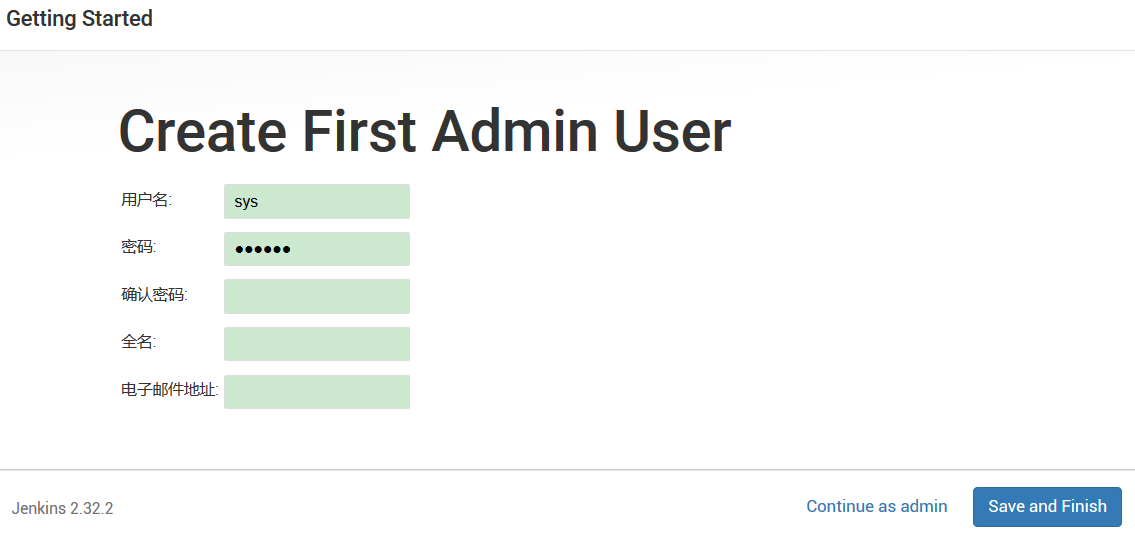 Getting Started
Create First Admin User
用户名: sys
密码: ●●●●●●
确认密码:
全名:
电子邮件地址:
Jenkins 2.32.2 Continue as admin Save and Finish